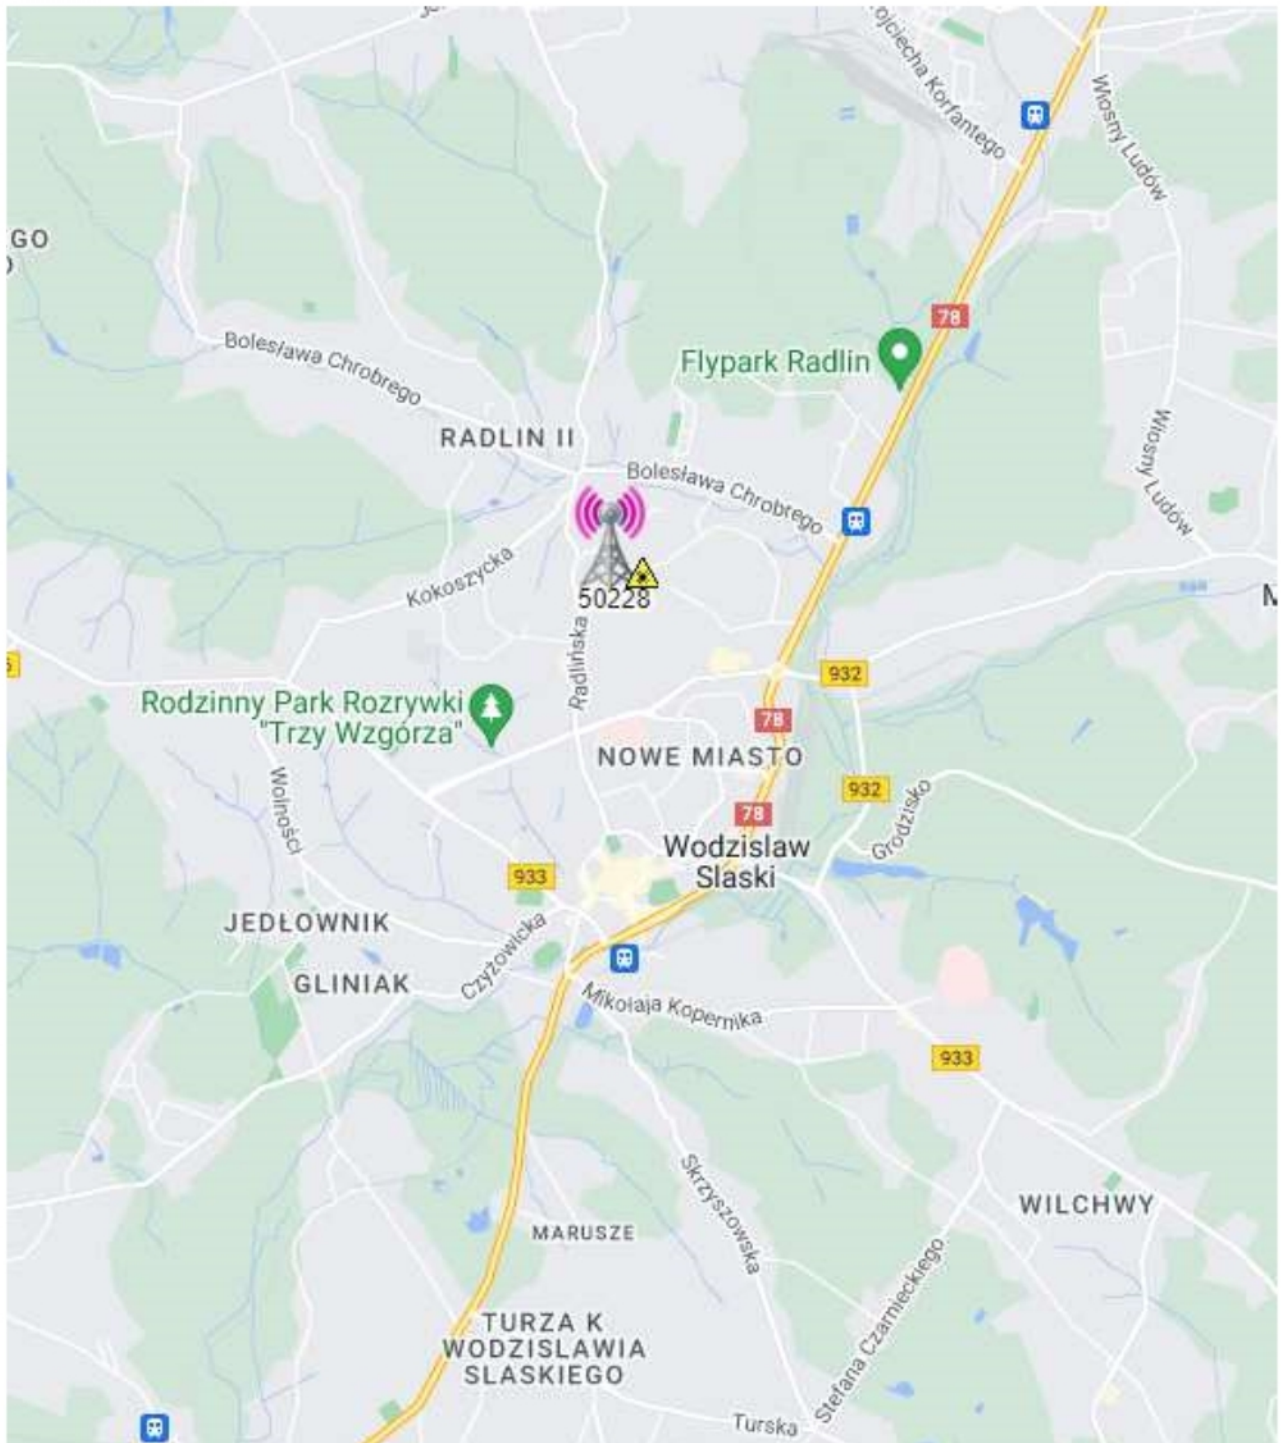 Wojciecha Korfantego
Wiosny Ludów
GO
78
Bolesława Chrobrego
Flypark Radlin
RADLIN II
Wiosny Ludów
Bolesława Chrobrego
Kokoszycka
50228
Radlińska
932
Rodzinny Park Rozrywki
"Trzy Wzgórza"
78
NOWE MIASTO
Wolności
932
78
Grodzisko
Wodzislaw
Slaski
933
JEDŁOWNIK
Czyżowicka
GLINIAK
Mikołaja Kopernika
933
Skrzyszowska
WILCHWY
MARUSZE
Stefana Czarnieckiego
TURZA K
WODZISLAWIA
SLASKIEGO
Turska